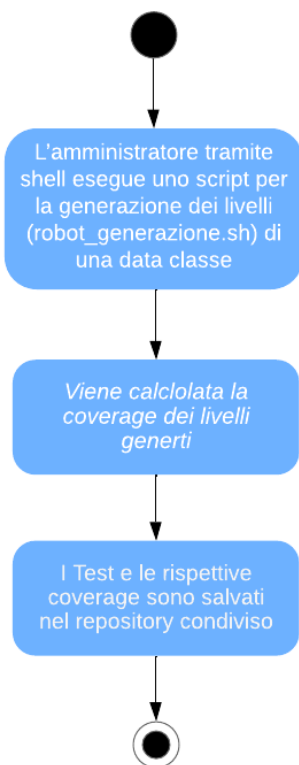 L'amministratore tramite
shell esegue uno script per
la generazione dei livelli
(robot_generazione.sh) di
una data classe
Viene calclolata la
coverage dei livelli
generti
I Test e le rispettive
coverage sono salvati
nel repository condiviso